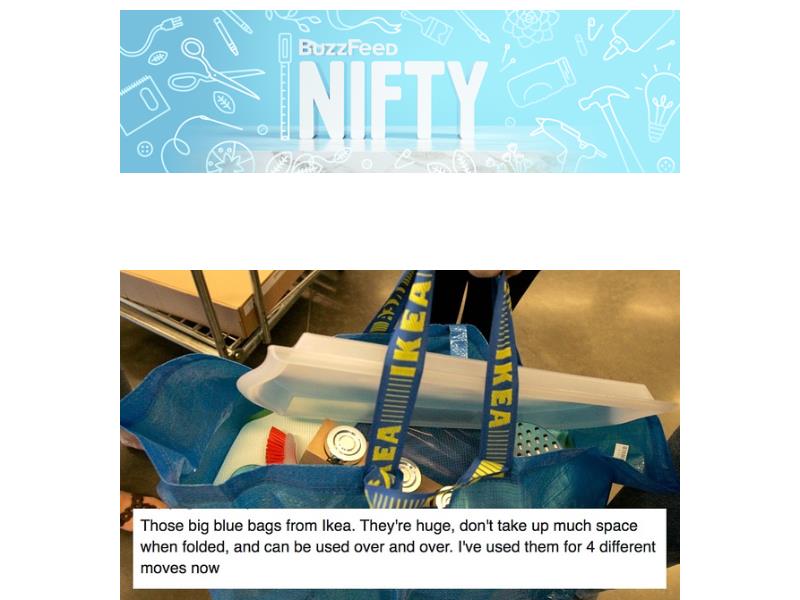 BuzzFeed
NIFTY
IKEA
IKEA
KEA
Those big blue bags from Ikea. They're huge, don't take up much space
when folded, and can be used over and over. I've used them for 4 different
moves now